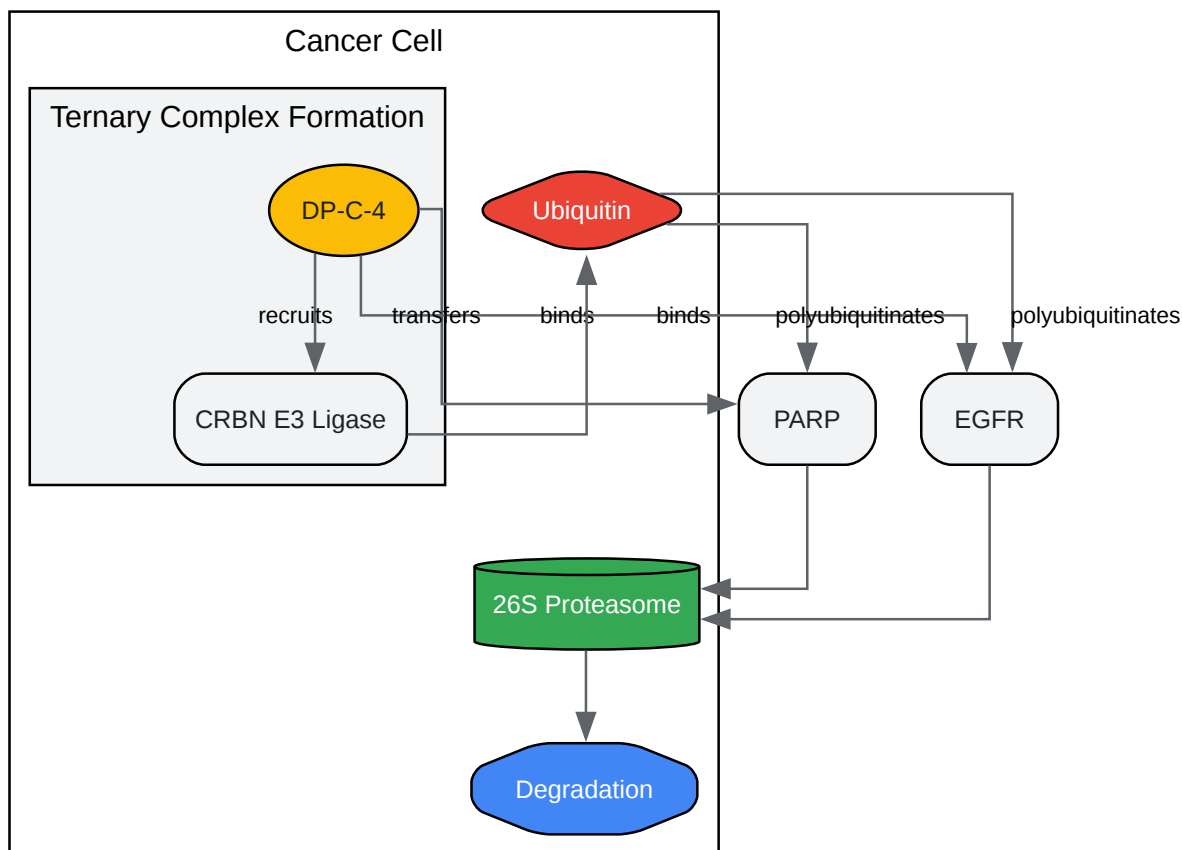 Cancer Cell
Ternary Complex Formation
DP-C-4
Ubiquitin
recruits
transfers
binds
binds
polyubiquitinates
polyubiquitinates
CRBN E3 Ligase
PARP
EGFR
26S Proteasome
Degradation